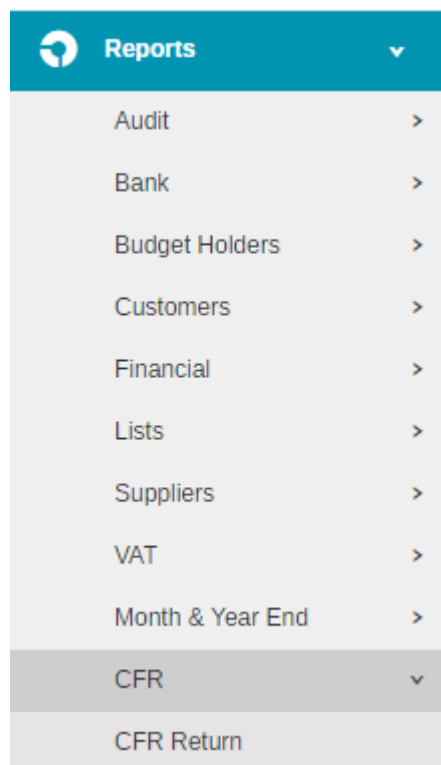 Reports
Audit
Bank
Budget Holders
Customers
Financial
Lists
Suppliers
VAT
Month & Year End
CFR
CFR Return